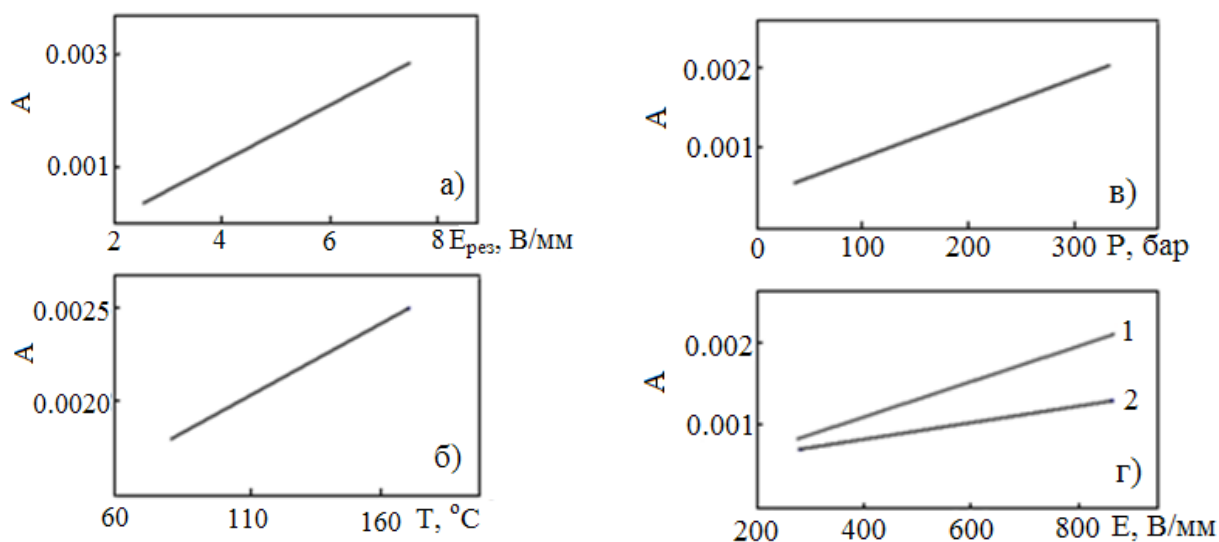 0.003
A
0.001
а)
2 4 6 8 Eрез, В/мм
0.0025
A
0.0020
б)
60 110 160 T, °C
0.002
A
0.001
в)
0 100 200 300 P, бар
0.002
1
A
2
0.001
г)
200 400 600 800 E, В/мм